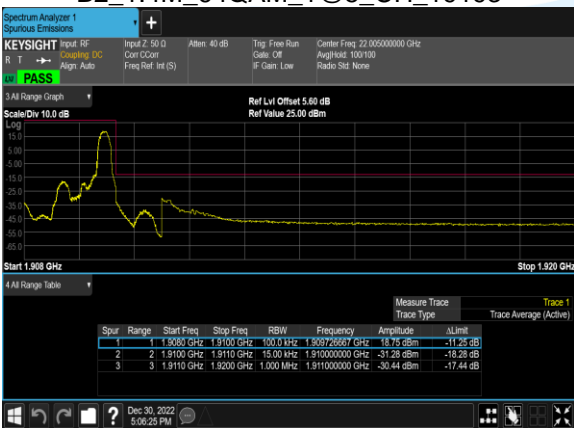 Spectrum Analyzer 1
Spurious Emissions
+
KEYSIGHT Input: RF Input Z: 50 Ω Atten: 40 dB Trig: Free Run Center Freq: 22.005000000 GHz
R T Coupling: DC Corr CCorr Gate: Off Avg|Hold: 100/100
Align: Auto Freq Ref: Int (S) IF Gain: Low Radio Std: None
PASS
3 All Range Graph Ref Lvl Offset 5.60 dB
Scale/Div 10.0 dB Ref Value 25.00 dBm
Log
15.0
5.00
-5.00
-15.0
-25.0
-35.0
-45.0
-55.0
-65.0
Start 1.908 GHz Stop 1.920 GHz
4 All Range Table
Measure Trace Trace 1
Trace Type Trace Average (Active)
Spur Range Start Freq Stop Freq RBW Frequency Amplitude ΔLimit
1 1 1.9080 GHz 1.9100 GHz 100.0 kHz 1.909726667 GHz 18.75 dBm -11.25 dB
2 2 1.9100 GHz 1.9110 GHz 15.00 kHz 1.910000000 GHz -31.28 dBm -18.28 dB
3 3 1.9110 GHz 1.9200 GHz 1.000 MHz 1.911000000 GHz -30.44 dBm -17.44 dB
? Dec 30, 2022
5:06:25 PM